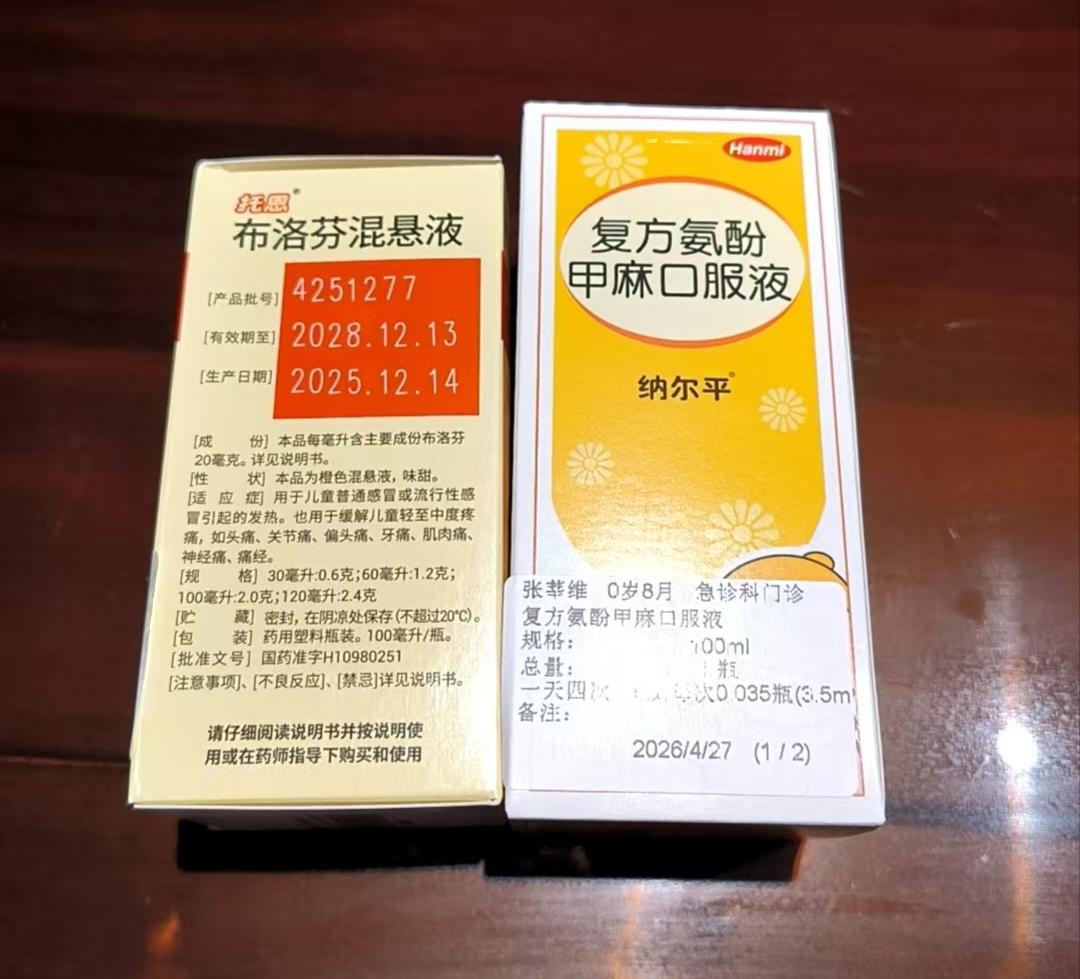 托恩®
布洛芬混悬液
[产品批号] 4251277
[有效期至] 2028.12.13
[生产日期] 2025.12.14
[成 份] 本品每毫升含主要成份布洛芬
20毫克。详见说明书。
[性 状] 本品为橙色混悬液，味甜。
[适 应 症] 用于儿童普通感冒或流行性感
冒引起的发热。也用于缓解儿童轻至中度疼
痛，如头痛、关节痛、偏头痛、牙痛、肌肉痛、
神经痛、痛经。
[规 格] 30毫升:0.6克;60毫升:1.2克;
100毫升:2.0克;120毫升:2.4克
[贮 藏] 密封，在阴凉处保存(不超过20℃)。
[包 装] 药用塑料瓶装。100毫升/瓶。
[批准文号] 国药准字H10980251
[注意事项]、[不良反应]、[禁忌]详见说明书。
请仔细阅读说明书并按说明使
用或在药师指导下购买和使用
Hanmi
复方氨酚
甲麻口服液
纳尔平®
张莘维 0岁8月 急诊科门诊
复方氨酚甲麻口服液
规格： 100ml
总量： 1瓶
一天四次 每次0.035瓶(3.5m
备注：
2026/4/27 (1/2)